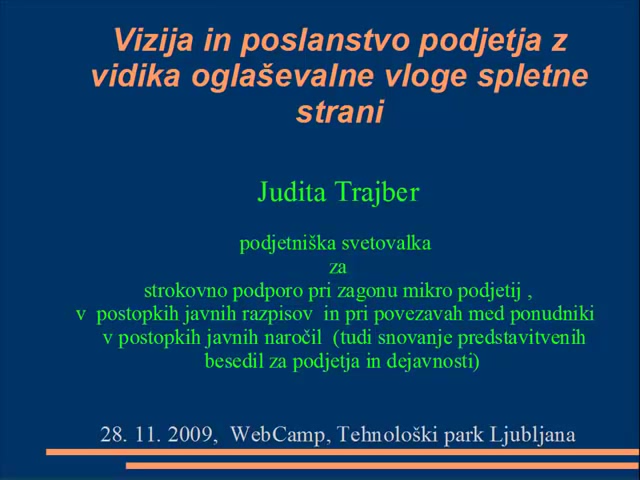 Vizija in poslanstvo podjetja z
vidika oglaševalne vloge spletne
strani
Judita Trajber
podjetniška svetovalka
za
strokovno podporo pri zagonu mikro podjetij ,
v postopkih javnih razpisov in pri povezavah med ponudniki
v postopkih javnih naročil (tudi snovanje predstavitvenih
besedil za podjetja in dejavnosti)
28. 11. 2009, WebCamp, Tehnološki park Ljubljana